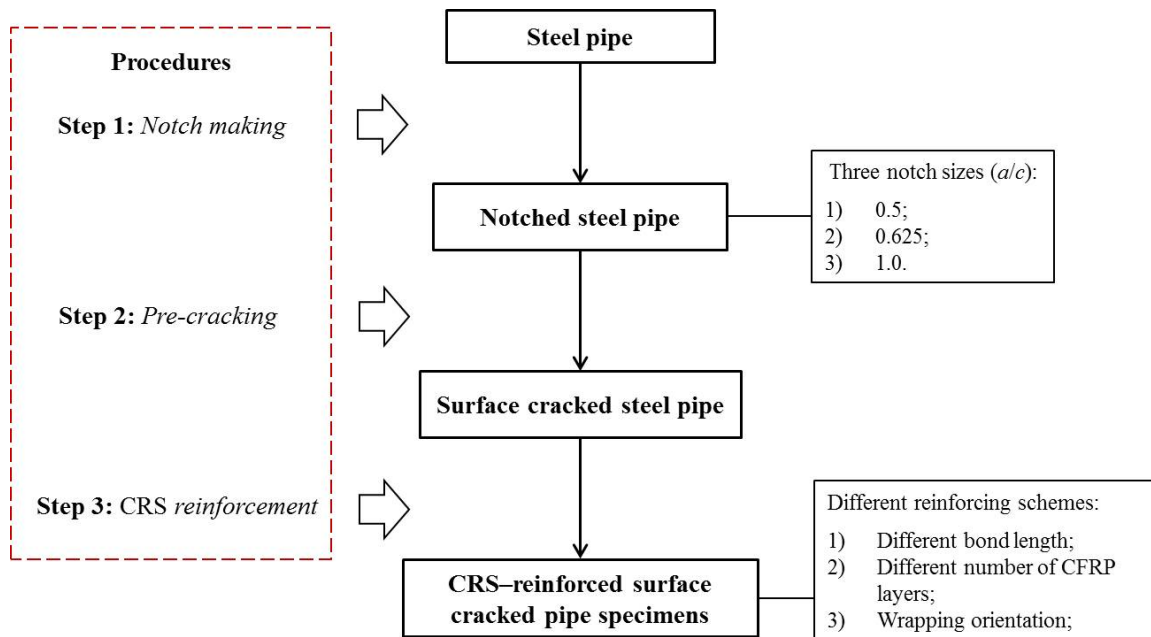 Procedures
Step 1: Notch making
Step 2: Pre-cracking
Step 3: CRS reinforcement
Steel pipe
Notched steel pipe
Three notch sizes (a/c):
1) 0.5;
2) 0.625;
3) 1.0.
Surface cracked steel pipe
CRS–reinforced surface
cracked pipe specimens
Different reinforcing schemes:
1) Different bond length;
2) Different number of CFRP
layers;
3) Wrapping orientation;